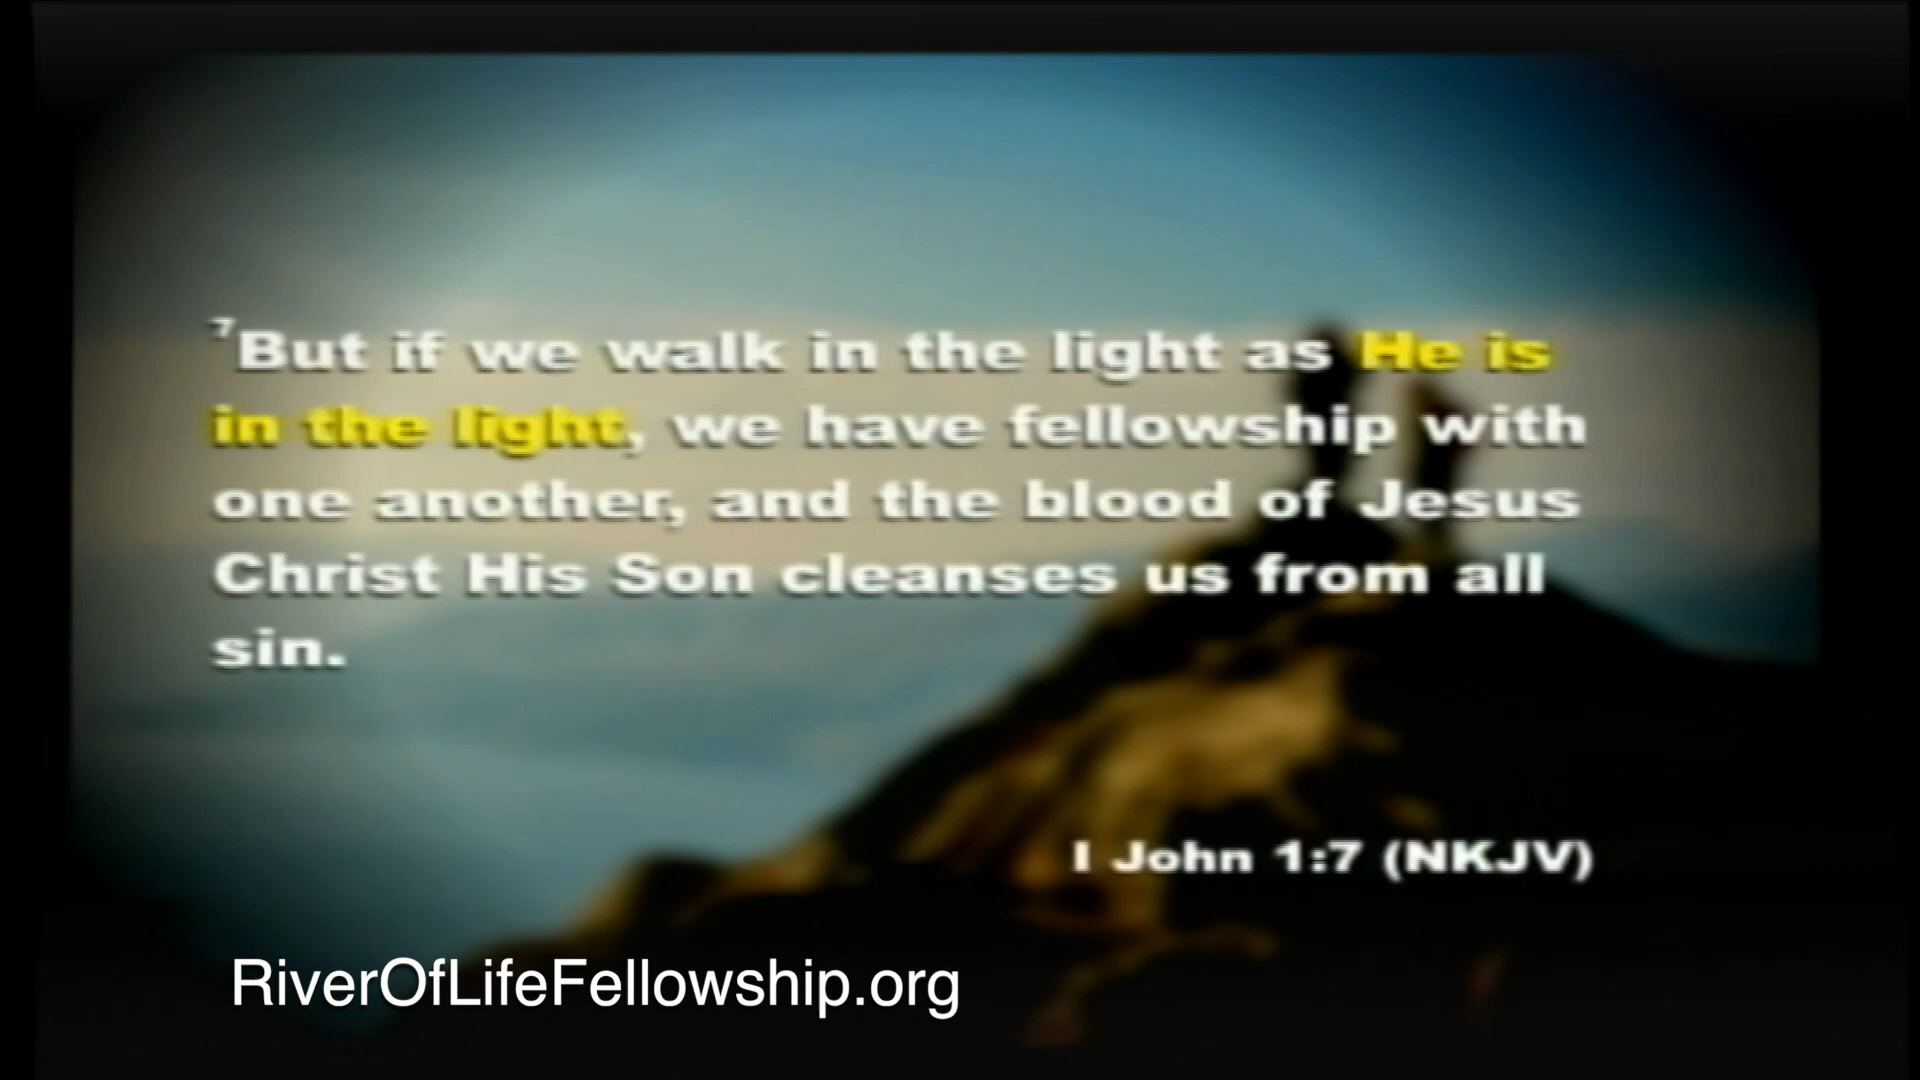 ⁷But if we walk in the light as He is
in the light, we have fellowship with
one another, and the blood of Jesus
Christ His Son cleanses us from all
sin.
I John 1:7 (NKJV)
RiverOfLifeFellowship.org